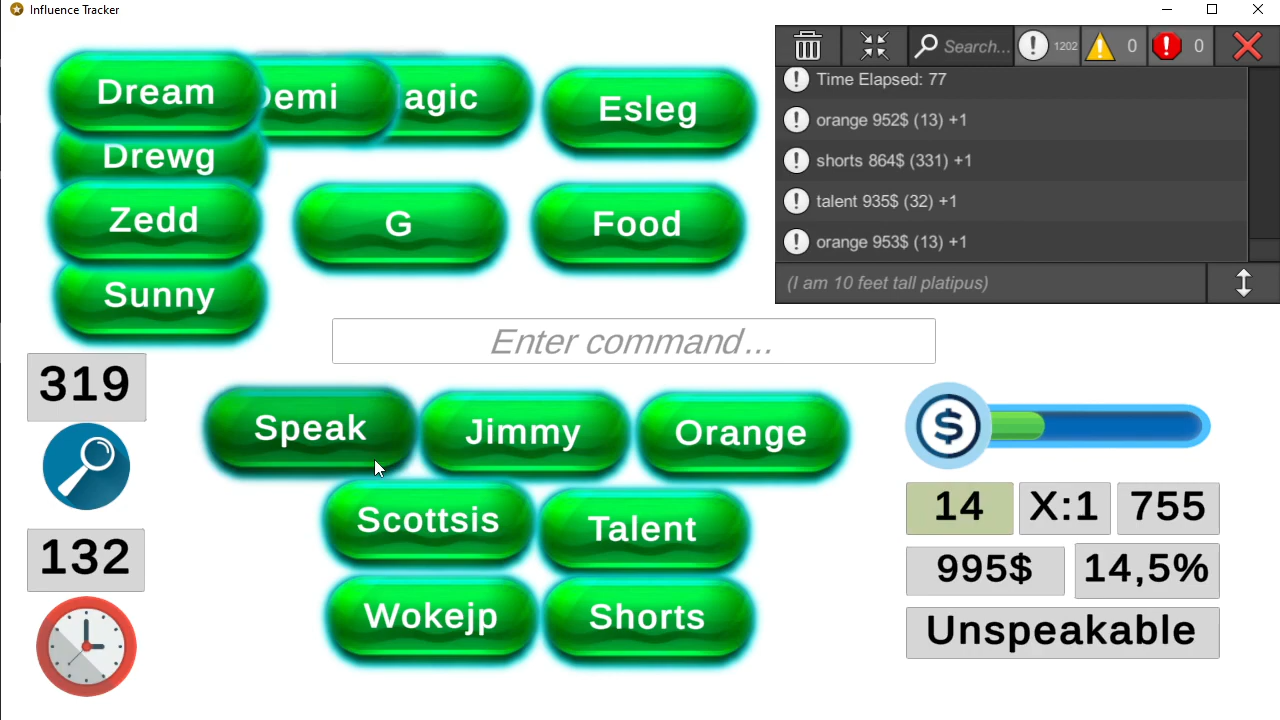 Influence Tracker
Dream
emi
agic
Esleg
Drewg
Zedd
G
Food
Sunny
Search...
1202
0
0
Time Elapsed: 77
orange 952$ (13) +1
shorts 864$ (331) +1
talent 935$ (32) +1
orange 953$ (13) +1
(I am 10 feet tall platipus)
Enter command...
319
132
Speak
Jimmy
Orange
Scottsis
Talent
Wokejp
Shorts
$
14
X:1
755
995$
14,5%
Unspeakable